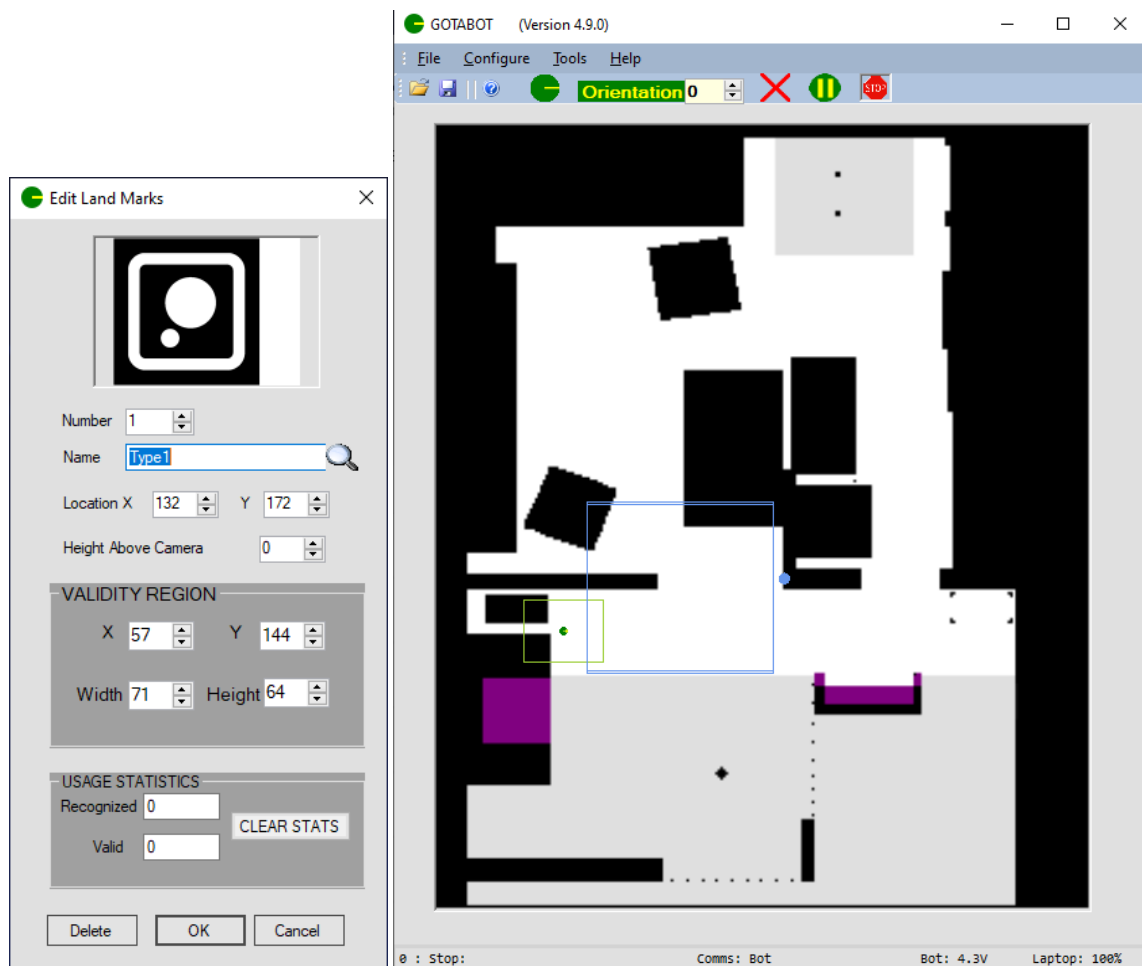 GOTABOT (Version 4.9.0)
File Configure Tools Help
Orientation 0
STOP
Edit Land Marks
Number 1
Name Type1
Location X 132 Y 172
Height Above Camera 0
VALIDITY REGION
X 57 Y 144
Width 71 Height 64
USAGE STATISTICS
Recognized 0
CLEAR STATS
Valid 0
Delete OK Cancel
0 : Stop: Comms: Bot Bot: 4.3V Laptop: 100%